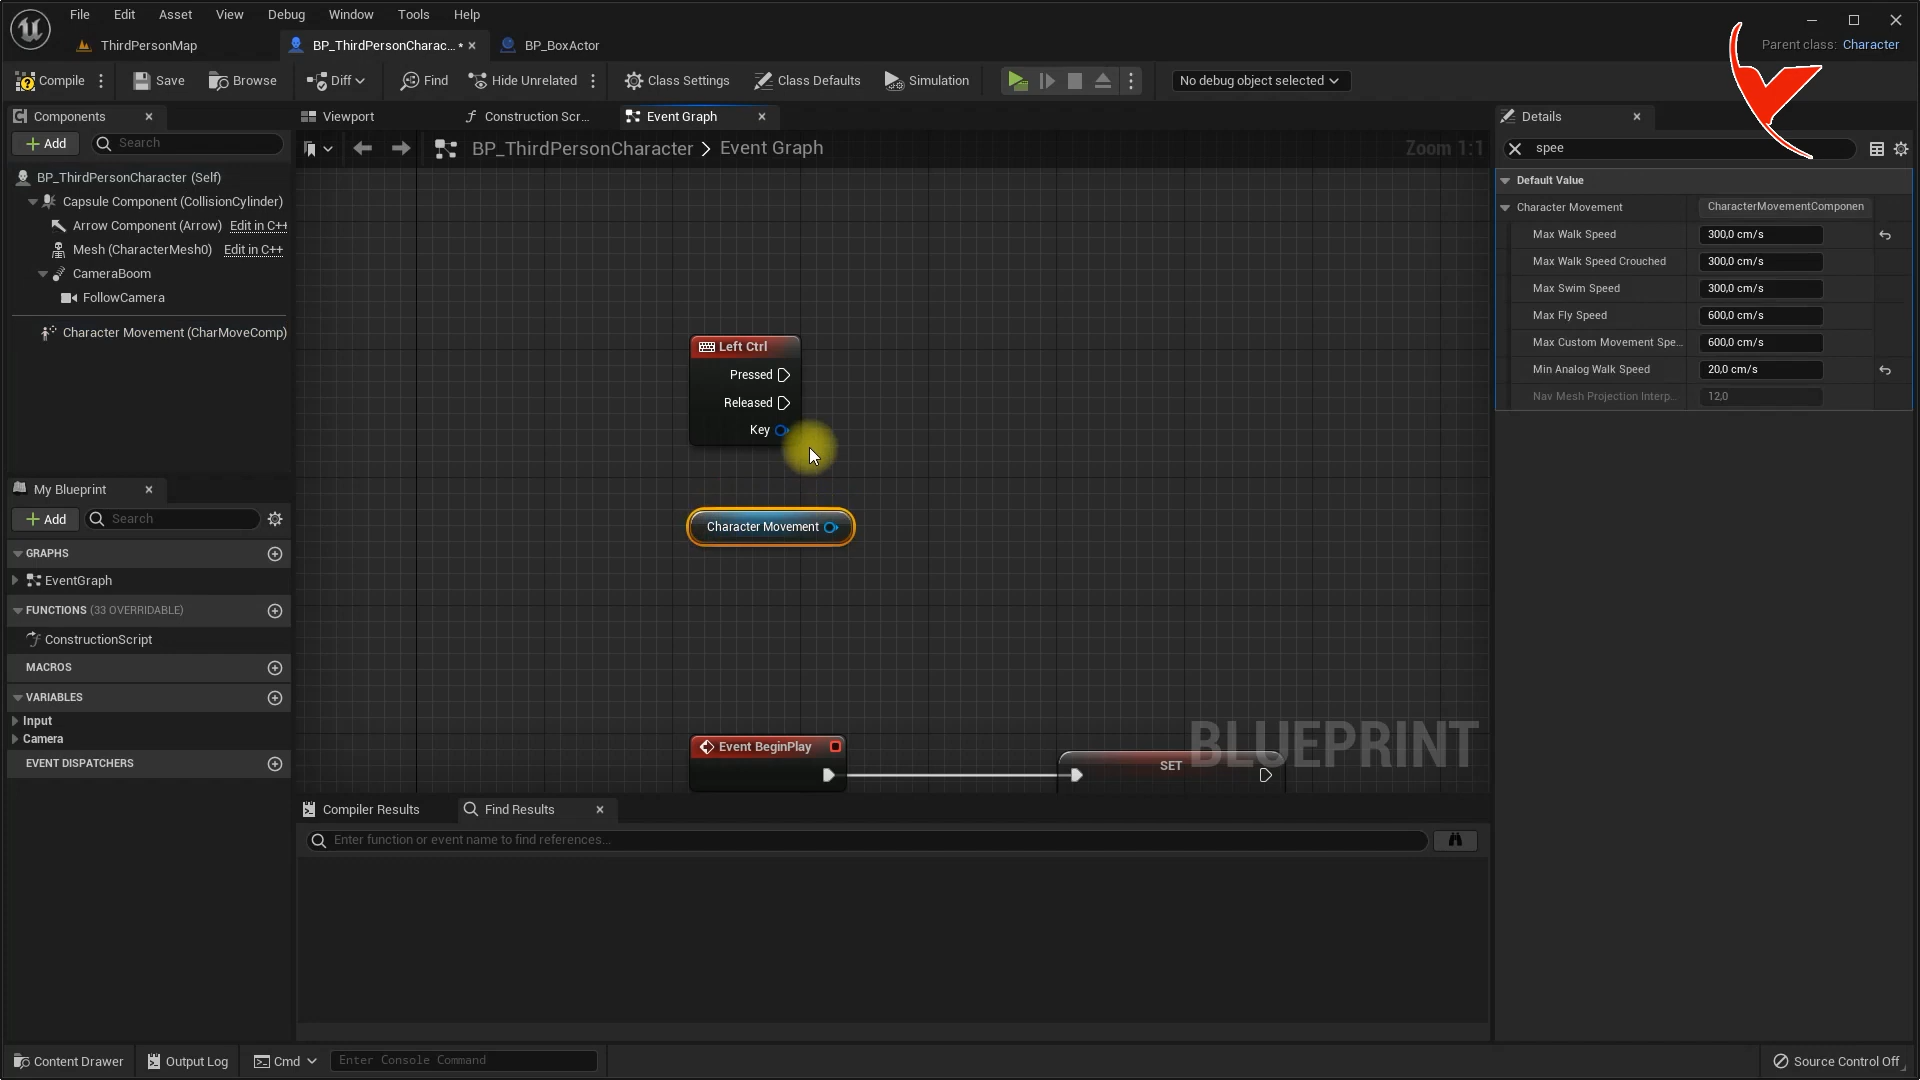 File Edit Asset View Debug Window Tools Help
ThirdPersonMap
BP_ThirdPersonCharac... •
BP_BoxActor
Parent class: Character
Compile
Save
Browse
Diff
Find
Hide Unrelated
Class Settings
Class Defaults
Simulation
No debug object selected
Components
Add
Search
BP_ThirdPersonCharacter (Self)
Capsule Component (CollisionCylinder)
Arrow Component (Arrow) Edit in C++
Mesh (CharacterMesh0) Edit in C++
CameraBoom
FollowCamera
Character Movement (CharMoveComp)
My Blueprint
Add
Search
GRAPHS
EventGraph
FUNCTIONS (33 OVERRIDABLE)
ConstructionScript
MACROS
VARIABLES
Input
Camera
EVENT DISPATCHERS
Viewport
Construction Scr...
Event Graph
BP_ThirdPersonCharacter > Event Graph
Zoom 1:1
Left Ctrl
Pressed
Released
Key
Character Movement
Event BeginPlay
SET
BLUEPRINT
Compiler Results
Find Results
Enter function or event name to find references...
Details
spee
Default Value
Character Movement CharacterMovementComponen
Max Walk Speed 300,0 cm/s
Max Walk Speed Crouched 300,0 cm/s
Max Swim Speed 300,0 cm/s
Max Fly Speed 600,0 cm/s
Max Custom Movement Spe... 600,0 cm/s
Min Analog Walk Speed 20,0 cm/s
Nav Mesh Projection Interp... 12,0
Content Drawer
Output Log
Cmd
Enter Console Command
Source Control Off